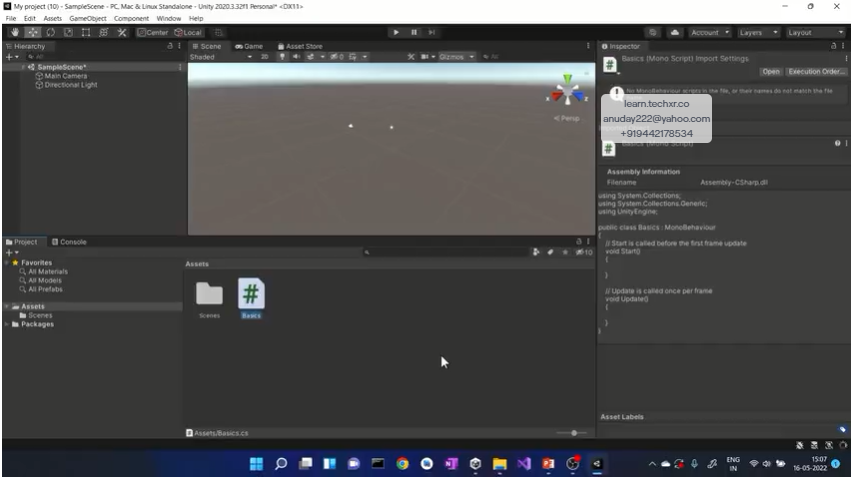 My project (10) - SampleScene - PC, Mac & Linux Standalone - Unity 2020.3.32f1 Personal* <DX11>
File Edit Assets GameObject Component Window Help
Center Local Account Layers Layout
Hierarchy
All
SampleScene*
Main Camera
Directional Light
Scene Game Asset Store
Shaded 2D 0 Gizmos All
x z
< Persp
Inspector
Basics (Mono Script) Import Settings
Open Execution Order...
No MonoBehaviour scripts in the file, or their names do not match the file
learn.techxr.co
anuday222@yahoo.com
+919442178534
Basics (Mono Script)
Assembly Information
Filename Assembly-CSharp.dll
using System.Collections;
using System.Collections.Generic;
using UnityEngine;
public class Basics : MonoBehaviour
{
// Start is called before the first frame update
void Start()
{
}
// Update is called once per frame
void Update()
{
}
}
Asset Labels
Project Console
10
Favorites
All Materials
All Models
All Prefabs
Assets
Scenes
Packages
Assets
Scenes Basics
Assets/Basics.cs
ENG
IN
15:07
16-05-2022